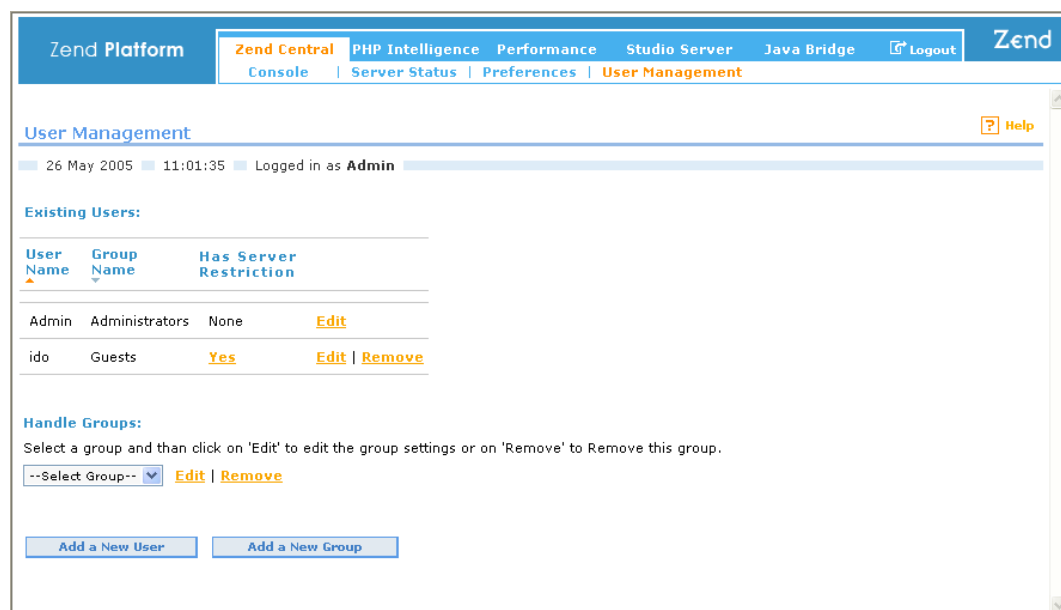 Zend Platform
Zend Central PHP Intelligence Performance Studio Server Java Bridge Logout
Zend
Console | Server Status | Preferences | User Management
? Help
User Management
26 May 2005 11:01:35 Logged in as Admin
Existing Users:
User Name Group Name Has Server Restriction
Admin Administrators None Edit
ido Guests Yes Edit | Remove
Handle Groups:
Select a group and than click on 'Edit' to edit the group settings or on 'Remove' to Remove this group.
--Select Group-- Edit | Remove
Add a New User Add a New Group